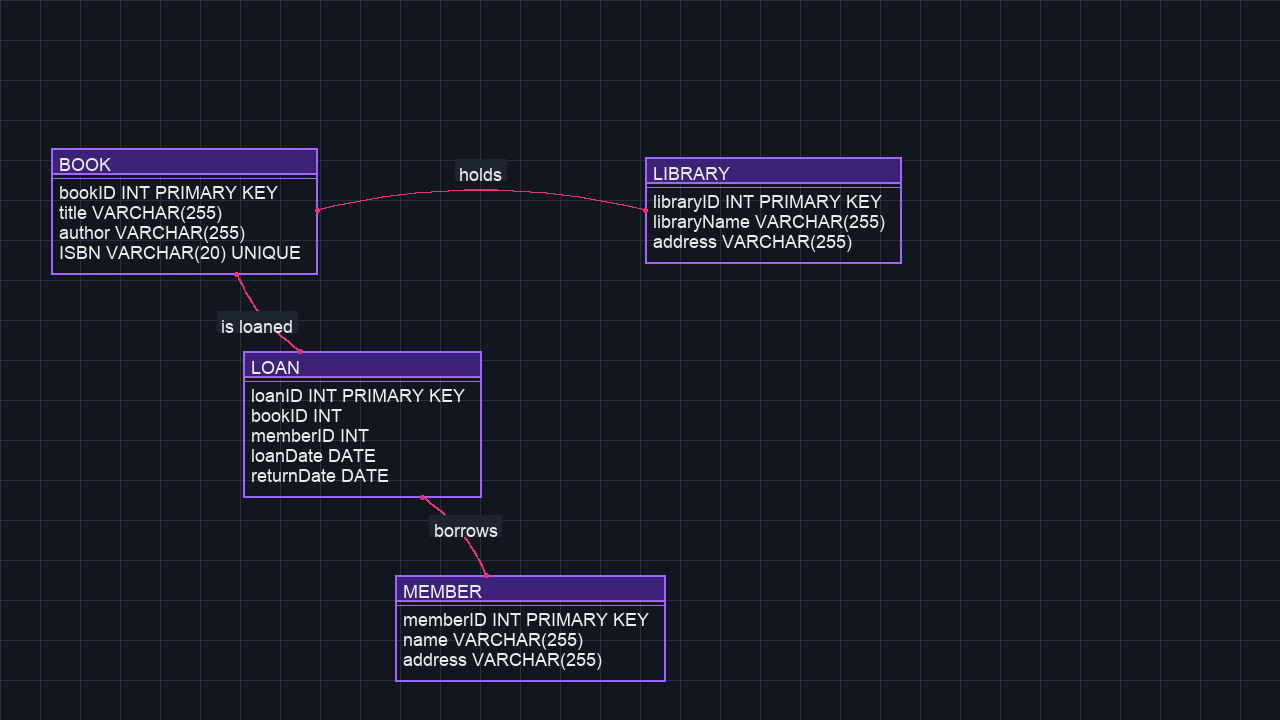 BOOK
bookID INT PRIMARY KEY
title VARCHAR(255)
author VARCHAR(255)
ISBN VARCHAR(20) UNIQUE
holds
LIBRARY
libraryID INT PRIMARY KEY
libraryName VARCHAR(255)
address VARCHAR(255)
is loaned
LOAN
loanID INT PRIMARY KEY
bookID INT
memberID INT
loanDate DATE
returnDate DATE
borrows
MEMBER
memberID INT PRIMARY KEY
name VARCHAR(255)
address VARCHAR(255)